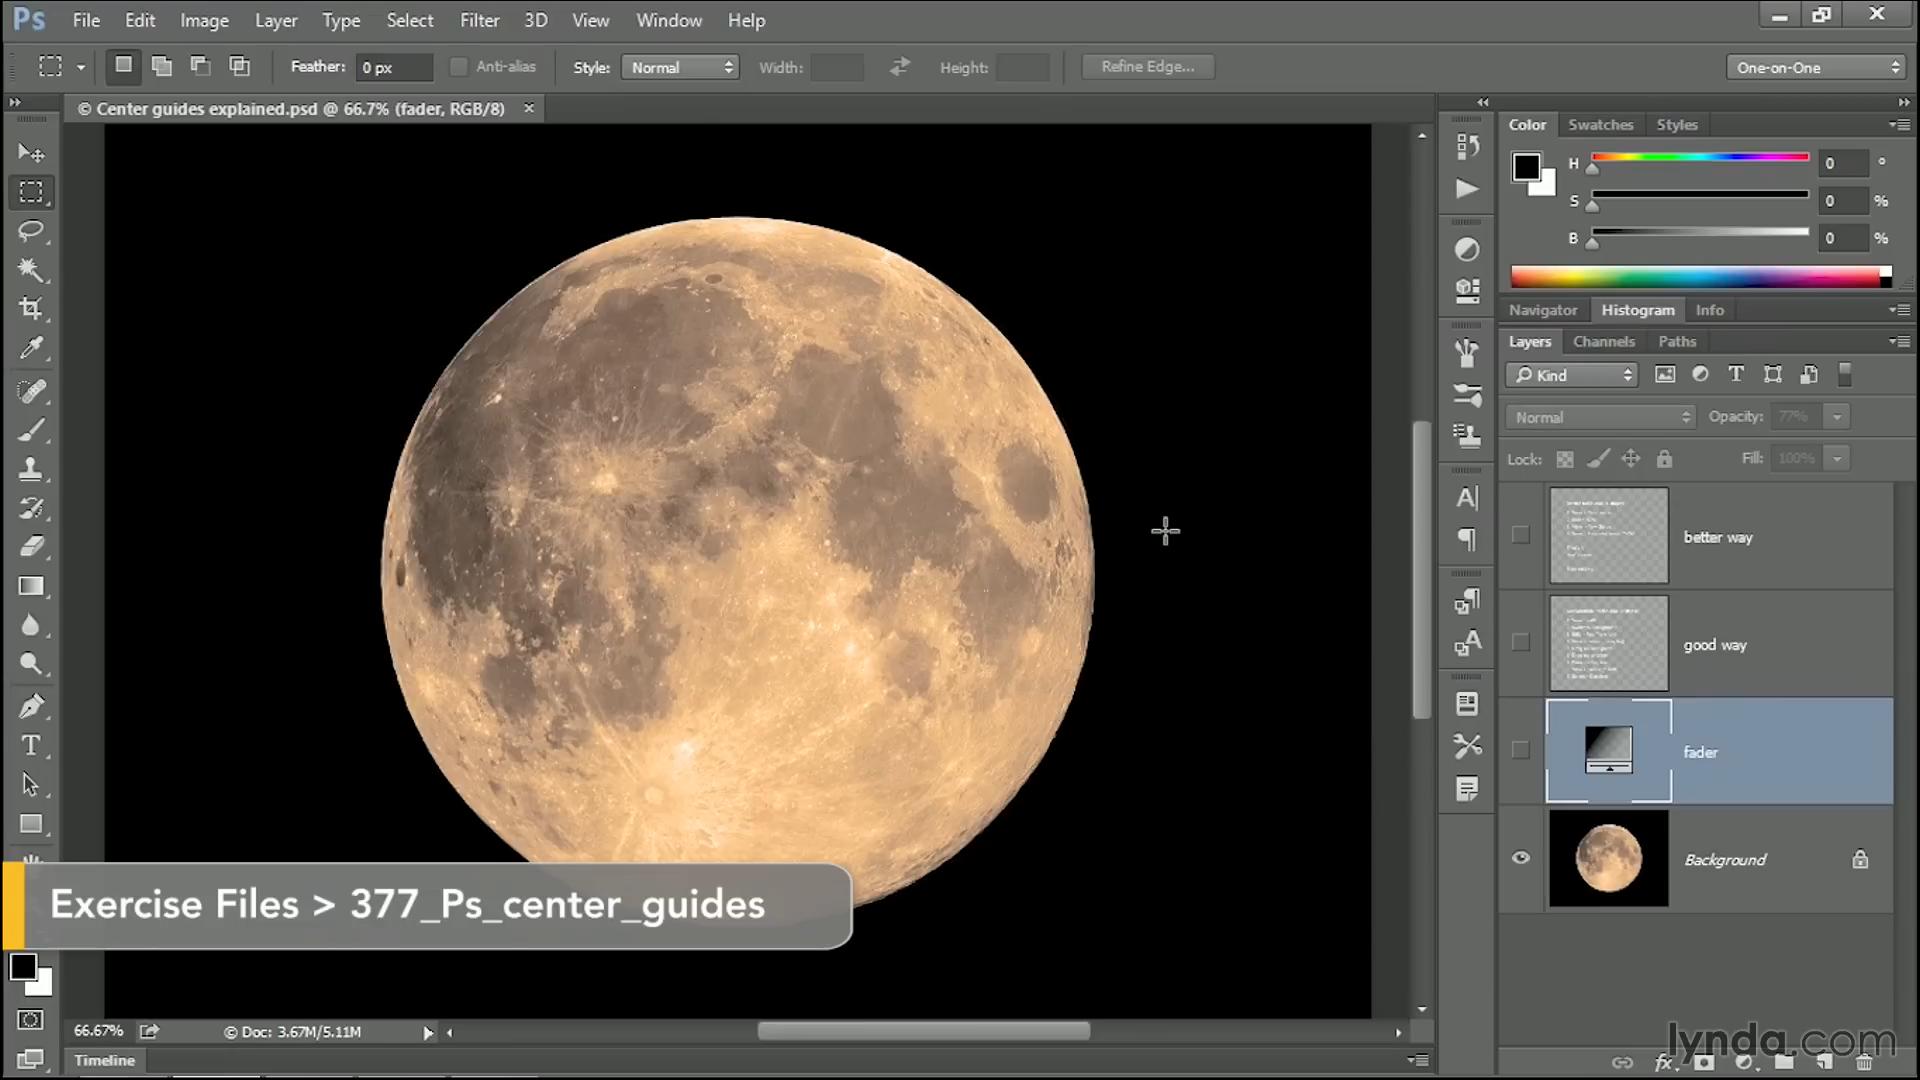 Ps File Edit Image Layer Type Select Filter 3D View Window Help
Feather: 0 px Anti-alias Style: Normal Width: Height: Refine Edge... One-on-One
© Center guides explained.psd @ 66.7% (fader, RGB/8) ×
Color Swatches Styles
H 0 °
S 0 %
B 0 %
Navigator Histogram Info
Layers Channels Paths
Kind
Normal Opacity: 77%
Lock: Fill: 100%
better way
good way
fader
Background
Exercise Files > 377_Ps_center_guides
66.67% © Doc: 3.67M/5.11M
Timeline
lynda.com